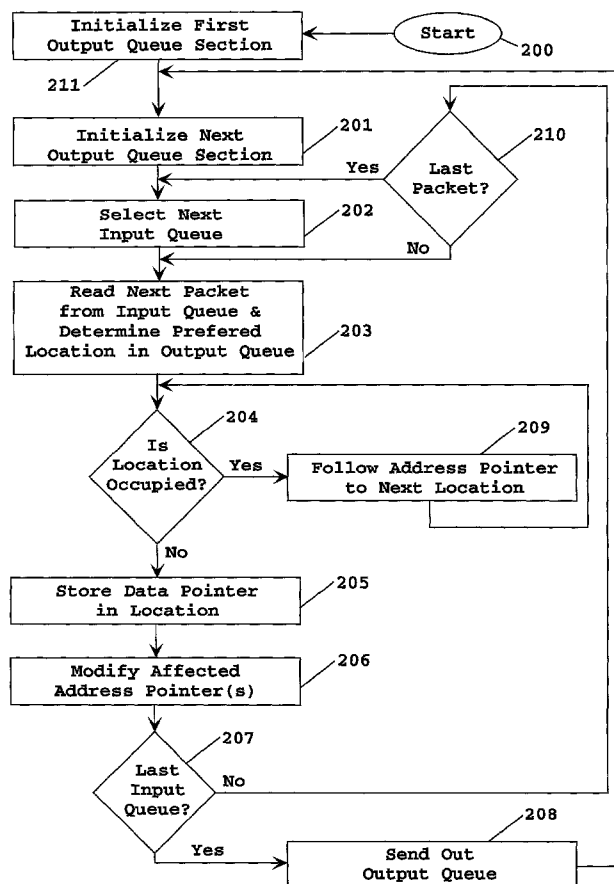 Initialize First
Output Queue Section
Start
200
211
201
Initialize Next
Output Queue Section
210
Last
Packet?
Yes
Select Next
Input Queue
202
No
Read Next Packet
from Input Queue &
Determine Prefered
Location in Output Queue
203
204
Is
Location
Occupied?
Yes
209
Follow Address Pointer
to Next Location
No
Store Data Pointer
in Location
205
Modify Affected
Address Pointer(s)
206
207
Last
Input
Queue?
No
208
Yes
Send Out
Output Queue